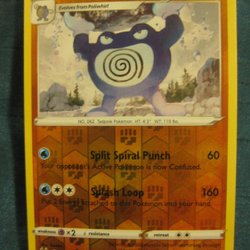 Evolves from Poliwhirl
NO. 062 Tadpole Pokémon HT: 4'3" WT: 119 lbs.
Split Spiral Punch 60
Your opponent's Active Pokémon is now Confused.
Splash Loop 160
Put a attached to this Pokémon into your hand.
weakness ×2 resistance retreat